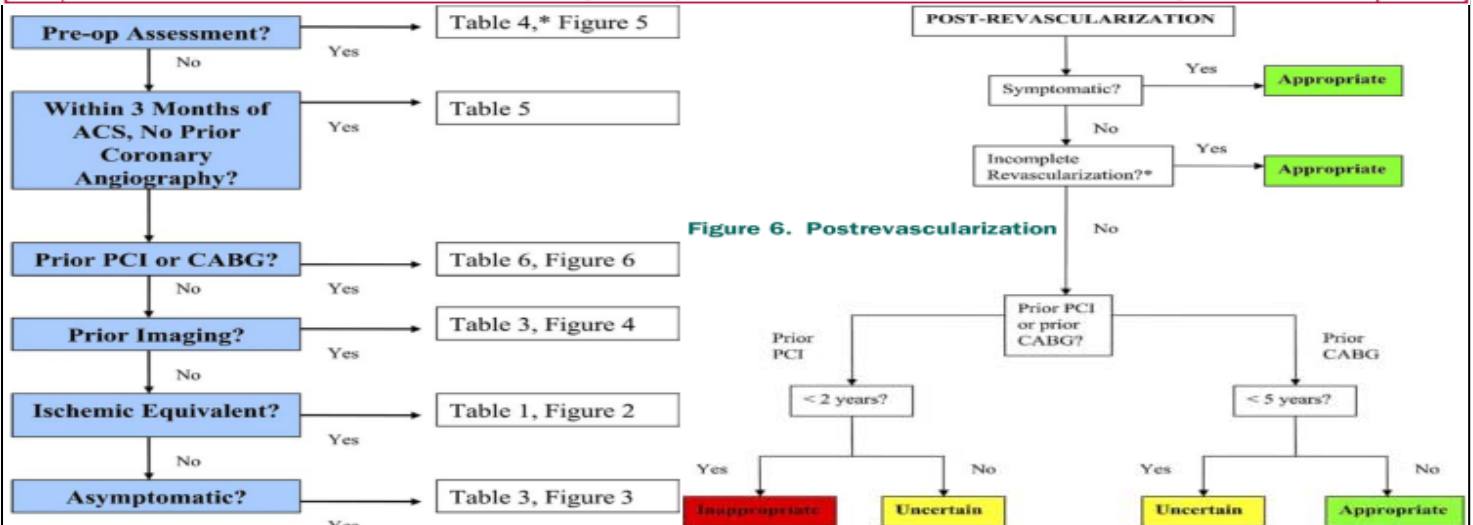 Pre-op Assessment?
Yes
Table 4,* Figure 5
No
Within 3 Months of
ACS, No Prior
Coronary
Angiography?
Yes
Table 5
Prior PCI or CABG?
Yes
Table 6, Figure 6
No
Prior Imaging?
Yes
Table 3, Figure 4
No
Ischemic Equivalent?
Yes
Table 1, Figure 2
No
Asymptomatic?
Yes
Table 3, Figure 3
POST-REVASCULARIZATION
Symptomatic?
Yes
Appropriate
No
Incomplete
Revascularization?*
Yes
Appropriate
Figure 6. Postrevascularization
No
Prior PCI
or prior
CABG?
Prior
PCI
Prior
CABG
< 2 years?
< 5 years?
Yes
No
Yes
No
Inappropriate
Uncertain
Uncertain
Appropriate